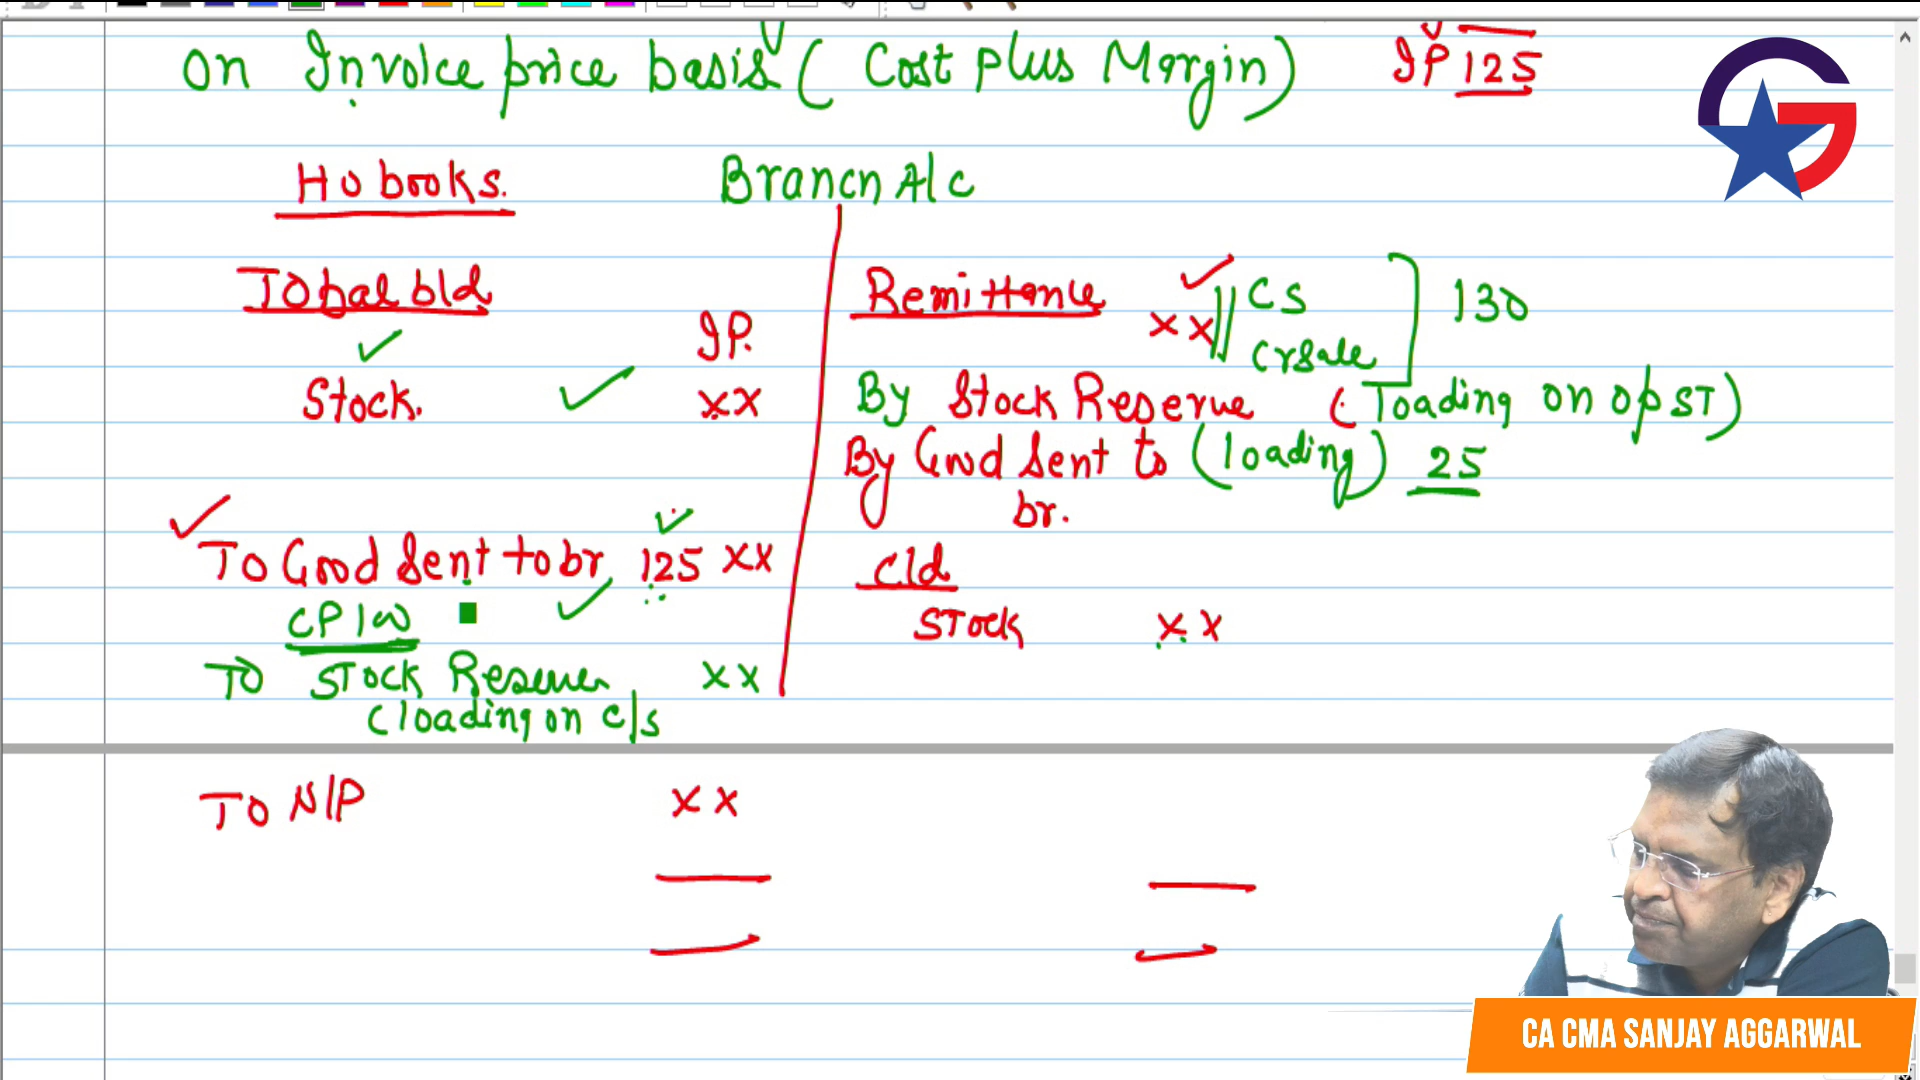 On Invoice price basis (Cost plus Margin) IP 125
HO books. Branch A/c
To bal b/d
IP.
Stock. xx
To Good Sent to br. 125 xx
CP 100
To Stock Reserve xx
(loading on c/s
To N/P xx
Remittance xx CS
Cr Sale
130
By Stock Reserve (Loading on op ST)
By Good Sent to (loading) 25
br.
c/d
Stock xx
CA CMA SANJAY AGGARWAL